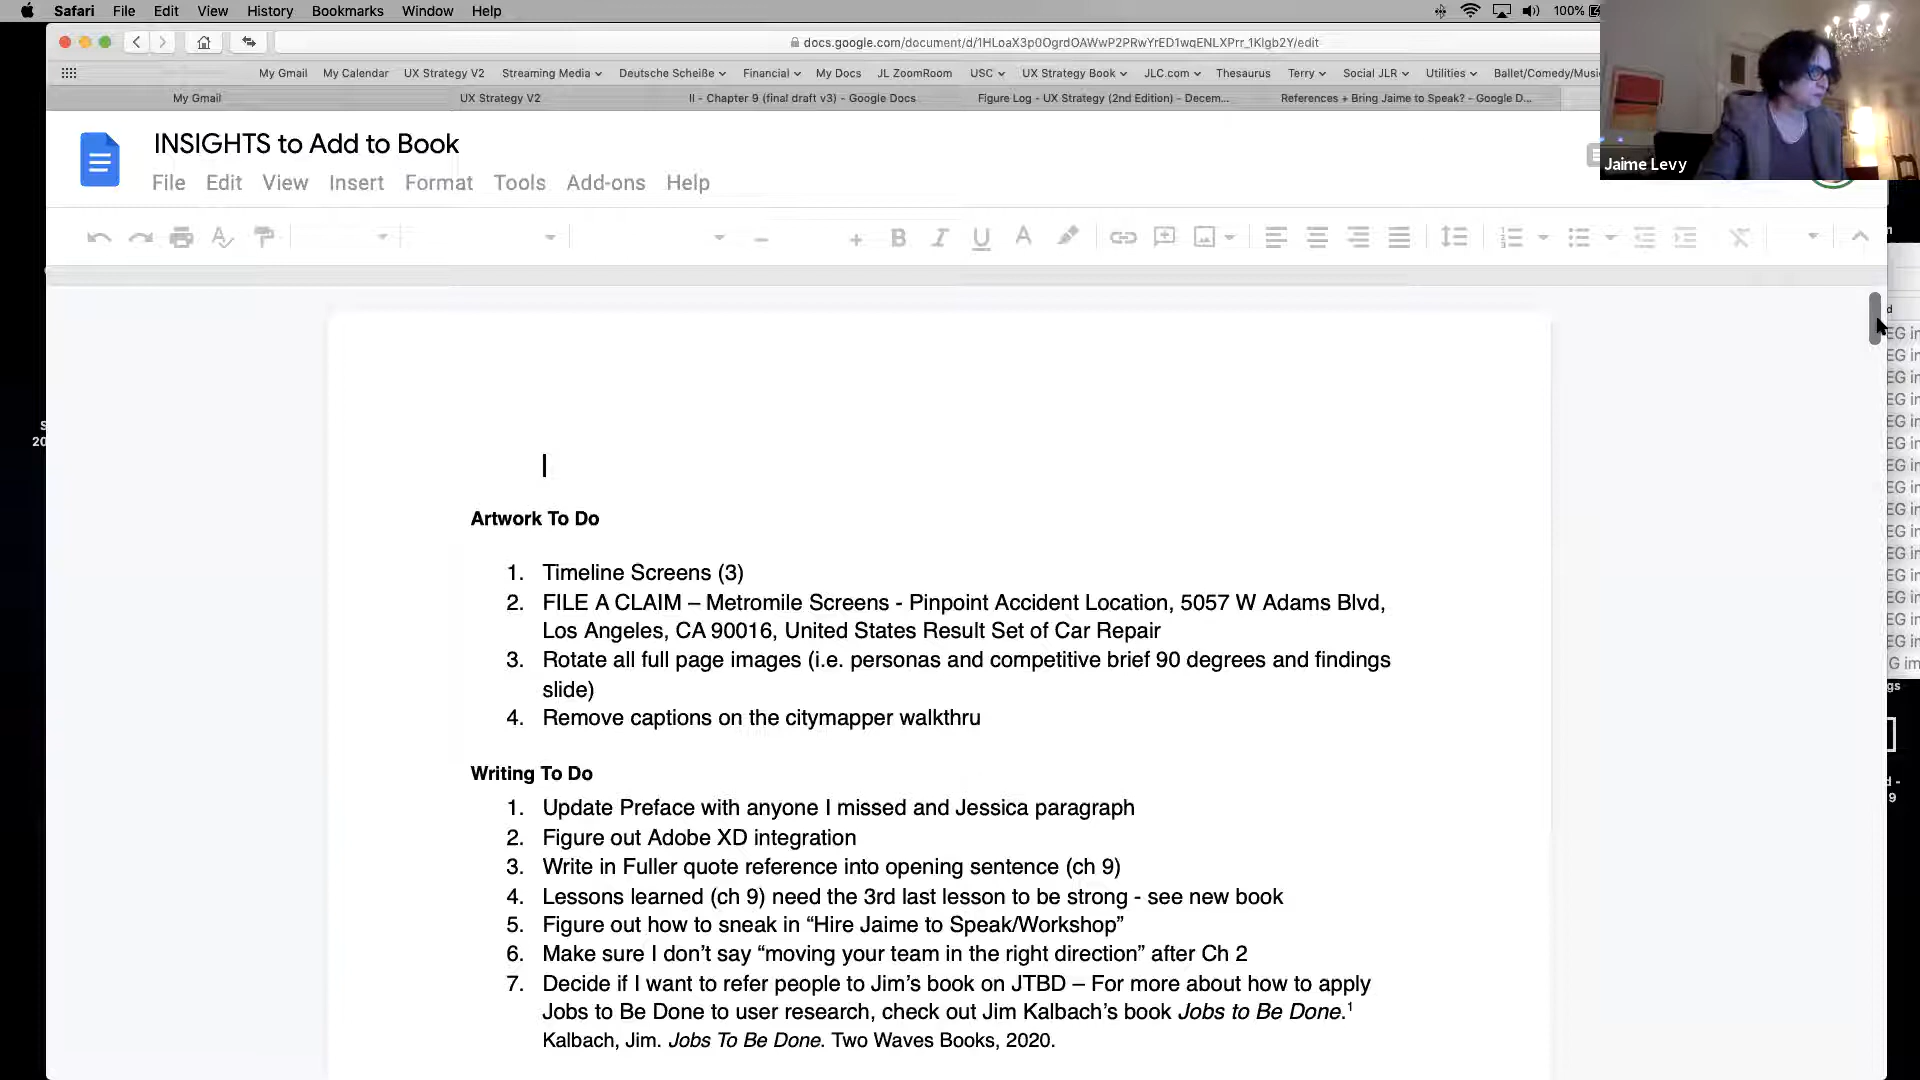 Safari File Edit View History Bookmarks Window Help 100%
docs.google.com/document/d/1HLoaX3p0OgrdOAWwP2PRwYrED1wqENLXPrr_1KIgb2Y/edit
My Gmail My Calendar UX Strategy V2 Streaming Media Deutsche Scheiße Financial My Docs JL ZoomRoom USC UX Strategy Book JLC.com Thesaurus Terry Social JLR Utilities Ballet/Comedy/Musi
My Gmail UX Strategy V2 II - Chapter 9 (final draft v3) - Google Docs Figure Log - UX Strategy (2nd Edition) - Decem... References + Bring Jaime to Speak? - Google D...
INSIGHTS to Add to Book
Jaime Levy
File Edit View Insert Format Tools Add-ons Help
Artwork To Do
1. Timeline Screens (3)
2. FILE A CLAIM – Metromile Screens - Pinpoint Accident Location, 5057 W Adams Blvd,
Los Angeles, CA 90016, United States Result Set of Car Repair
3. Rotate all full page images (i.e. personas and competitive brief 90 degrees and findings
slide)
4. Remove captions on the citymapper walkthru
Writing To Do
1. Update Preface with anyone I missed and Jessica paragraph
2. Figure out Adobe XD integration
3. Write in Fuller quote reference into opening sentence (ch 9)
4. Lessons learned (ch 9) need the 3rd last lesson to be strong - see new book
5. Figure out how to sneak in “Hire Jaime to Speak/Workshop”
6. Make sure I don’t say “moving your team in the right direction” after Ch 2
7. Decide if I want to refer people to Jim’s book on JTBD – For more about how to apply
Jobs to Be Done to user research, check out Jim Kalbach’s book Jobs to Be Done.¹
Kalbach, Jim. Jobs To Be Done. Two Waves Books, 2020.